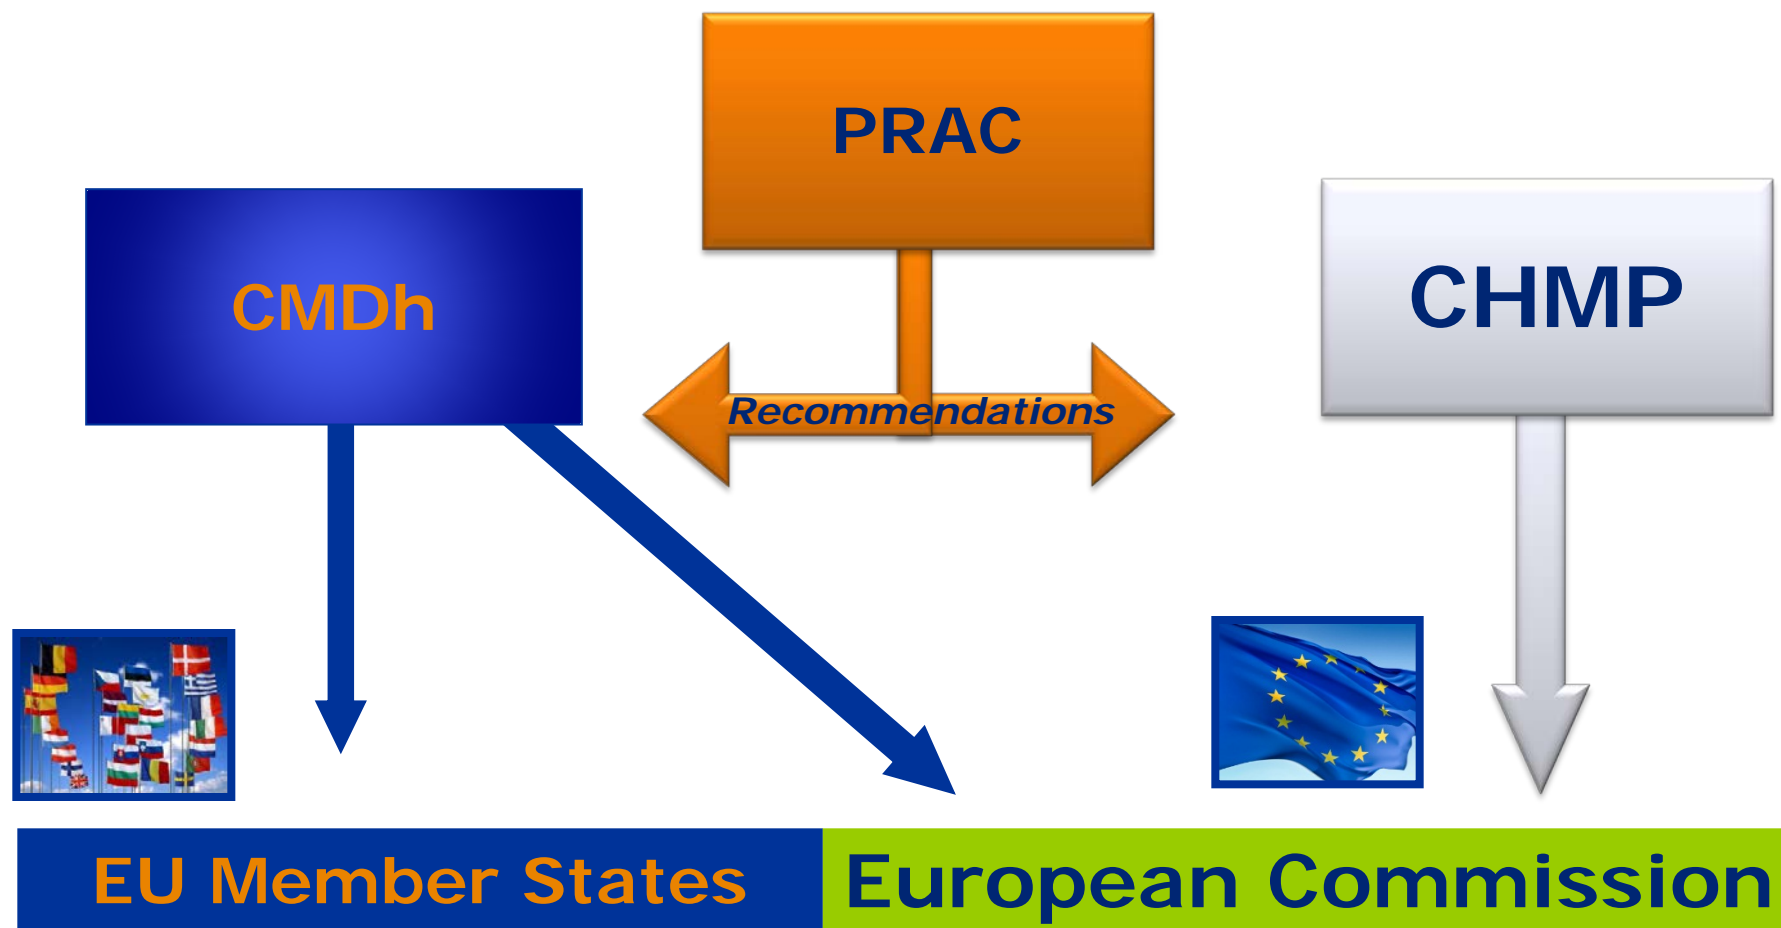 PRAC
CMDh
CHMP
Recommendations
EU Member States
European Commission